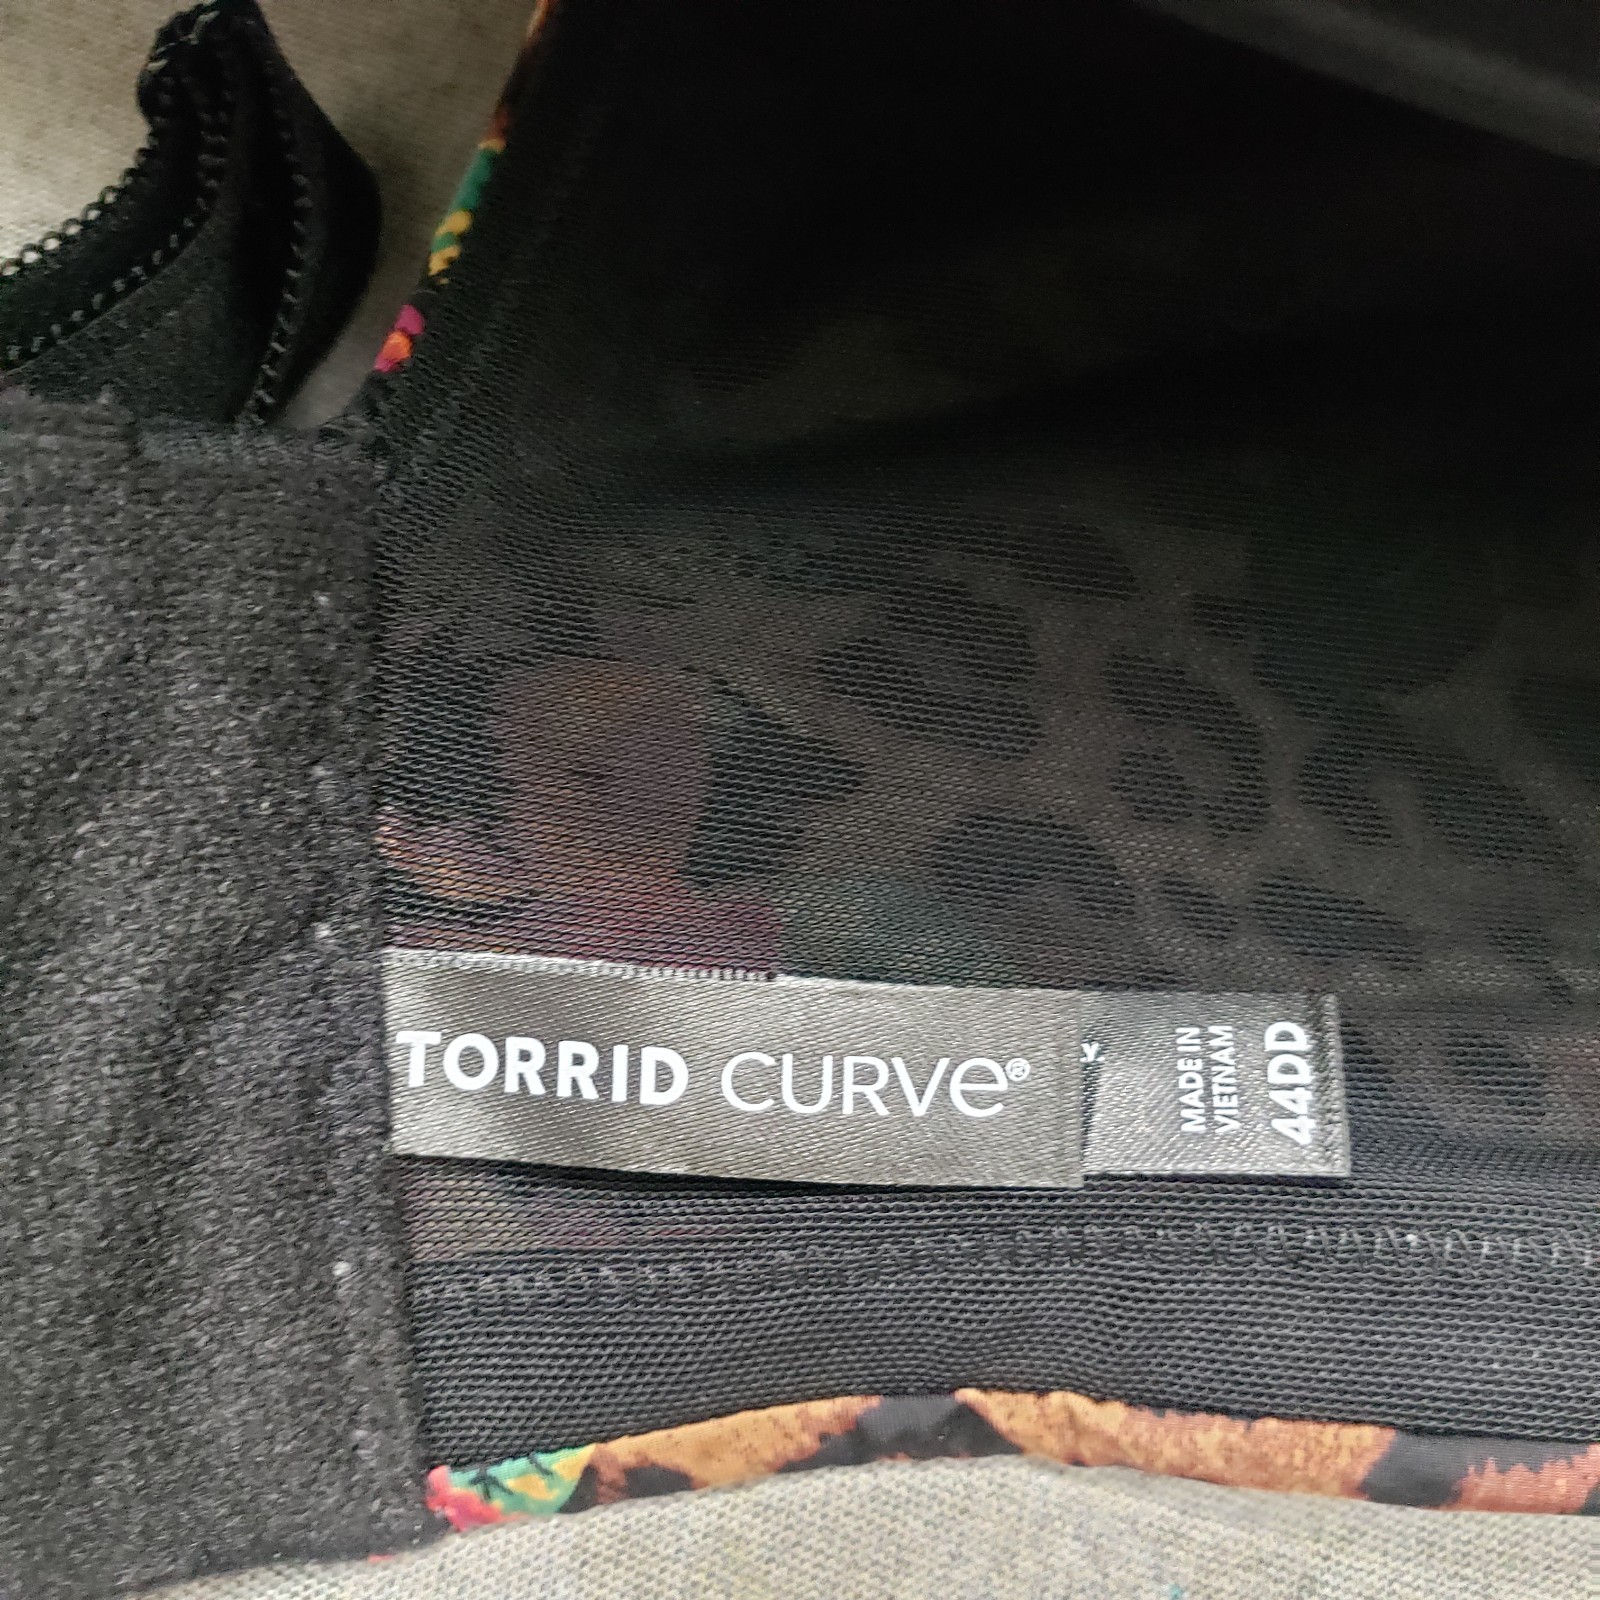 TORRID CURVE®
K
MADE IN
VIETNAM
44DD